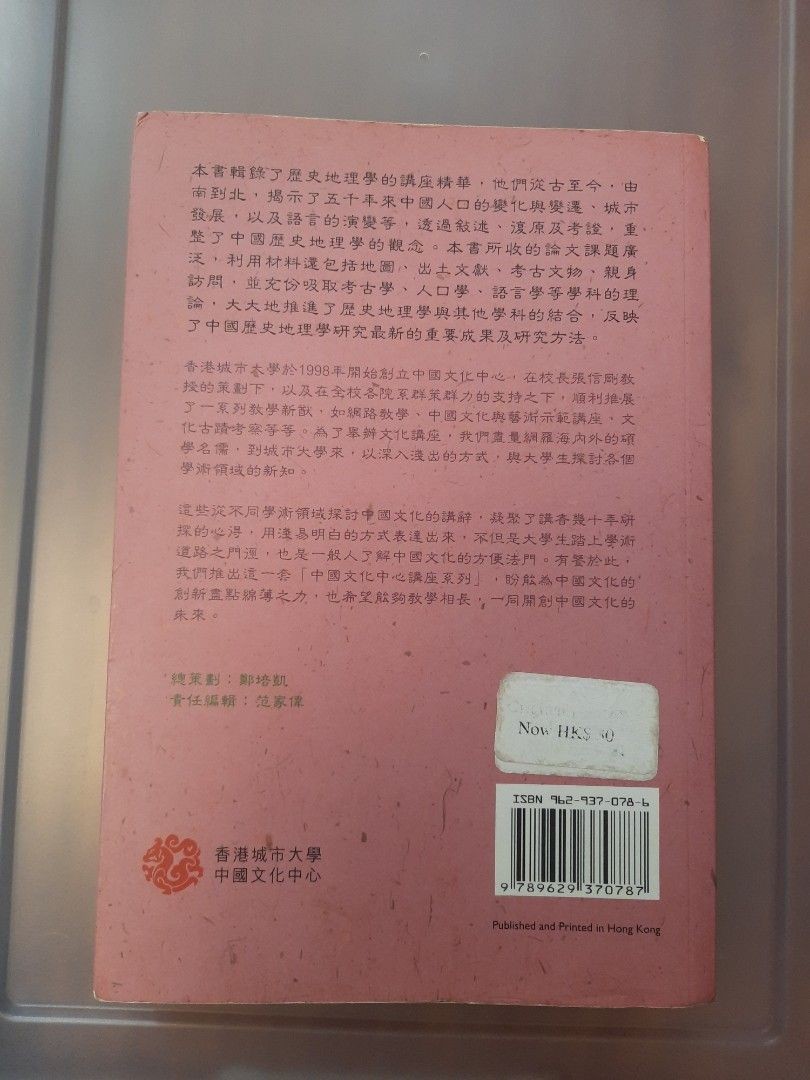 本書輯錄了歷史地理學的講座精華，他們從古至今，由
南到北，揭示了五千年來中國人口的變化與變遷、城市
發展，以及語言的演變等，透過敘述、復原及考證，重
整了中國歷史地理學的觀念。本書所收的論文課題廣
泛，利用材料還包括地圖、出土文獻、考古文物、親身
訪問，並充份吸取考古學、人口學、語言學等學科的理
論，大大地推進了歷史地理學與其他學科的結合，反映
了中國歷史地理學研究最新的重要成果及研究方法。
香港城市大學於1998年開始創立中國文化中心，在校長張信剛教
授的策劃下，以及在全校各院系群策群力的支持之下，順利推展
了一系列教學新猷，如網路教學、中國文化與藝術示範講座、文
化古蹟考察等等。為了舉辦文化講座，我們盡量網羅海內外的碩
學名儒，到城市大學來，以深入淺出的方式，與大學生探討各個
學術領域的新知。
這些從不同學術領域探討中國文化的講辭，凝聚了講者幾十年研
探的心得，用淺易明白的方式表達出來，不但是大學生踏上學術
道路之門徑，也是一般人了解中國文化的方便法門。有鑒於此，
我們推出這一套「中國文化中心講座系列」，盼能為中國文化的
創新盡點綿薄之力，也希望能夠教學相長，一同開創中國文化的
未來。
總策劃：鄭培凱
責任編輯：范家偉
Now HK$
ISBN 962-937-078-6
9 789629 370787
香港城市大學
中國文化中心
Published and Printed in Hong Kong